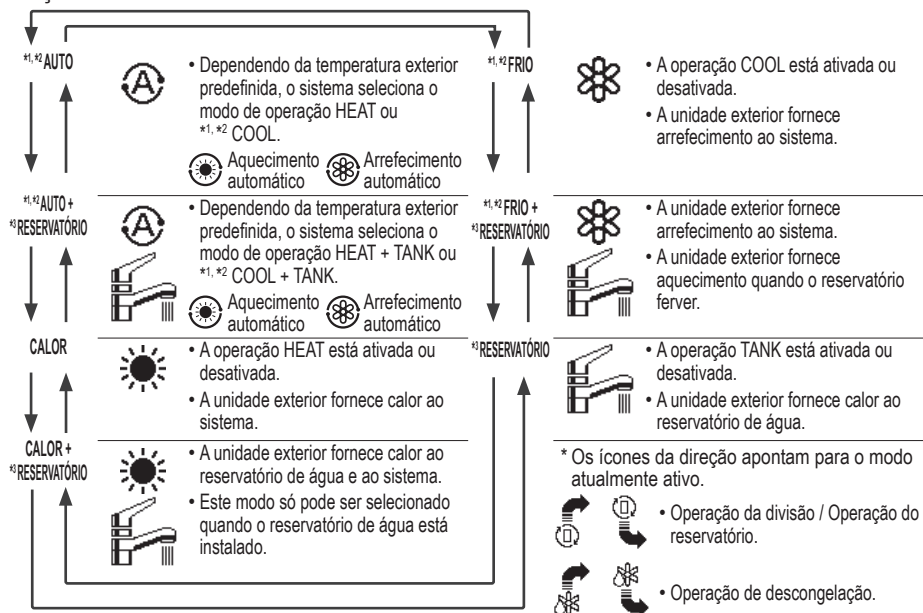 *1, *2 AUTO
• Dependendo da temperatura exterior
predefinida, o sistema seleciona o
modo de operação HEAT ou
*1, *2 COOL.
Aquecimento
automático
Arrefecimento
automático
*1, *2 AUTO +
*3 RESERVATÓRIO
• Dependendo da temperatura exterior
predefinida, o sistema seleciona o
modo de operação HEAT + TANK ou
*1, *2 COOL + TANK.
Aquecimento
automático
Arrefecimento
automático
CALOR
• A operação HEAT está ativada ou
desativada.
• A unidade exterior fornece calor ao
sistema.
CALOR +
*3 RESERVATÓRIO
• A unidade exterior fornece calor ao
reservatório de água e ao sistema.
• Este modo só pode ser selecionado
quando o reservatório de água está
instalado.
*1, *2 FRIO
• A operação COOL está ativada ou
desativada.
• A unidade exterior fornece
arrefecimento ao sistema.
*1, *2 FRIO +
*3 RESERVATÓRIO
• A unidade exterior fornece
arrefecimento ao sistema.
• A unidade exterior fornece
aquecimento quando o reservatório
ferver.
*3 RESERVATÓRIO
• A operação TANK está ativada ou
desativada.
• A unidade exterior fornece calor ao
reservatório de água.
* Os ícones da direção apontam para o modo
atualmente ativo.
• Operação da divisão / Operação do
reservatório.
• Operação de descongelação.